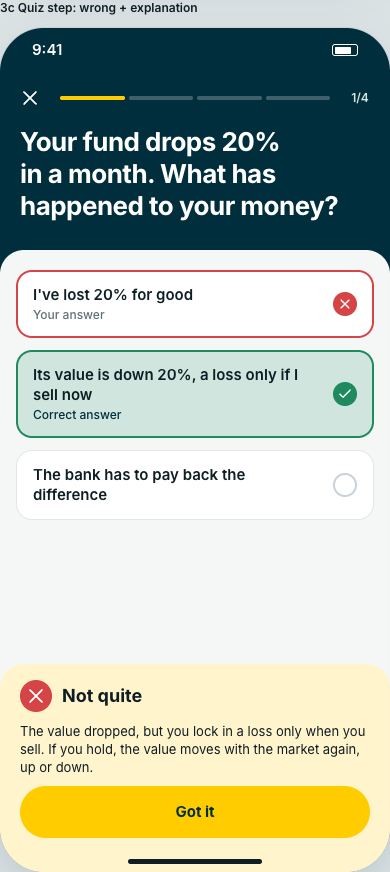 3c Quiz step: wrong + explanation
9:41
1/4
Your fund drops 20%
in a month. What has
happened to your money?
I've lost 20% for good
Your answer
Its value is down 20%, a loss only if I
sell now
Correct answer
The bank has to pay back the
difference
Not quite
The value dropped, but you lock in a loss only when you
sell. If you hold, the value moves with the market again,
up or down.
Got it